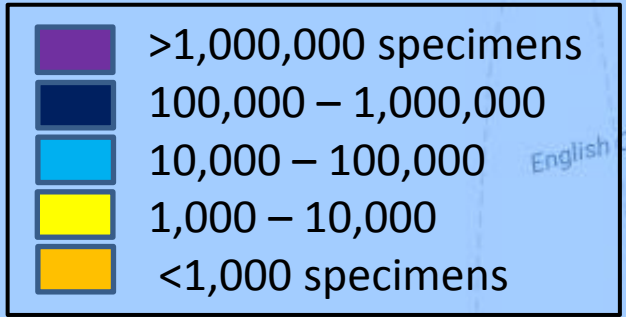 >1,000,000 specimens
100,000 – 1,000,000
10,000 – 100,000
English
1,000 – 10,000
<1,000 specimens